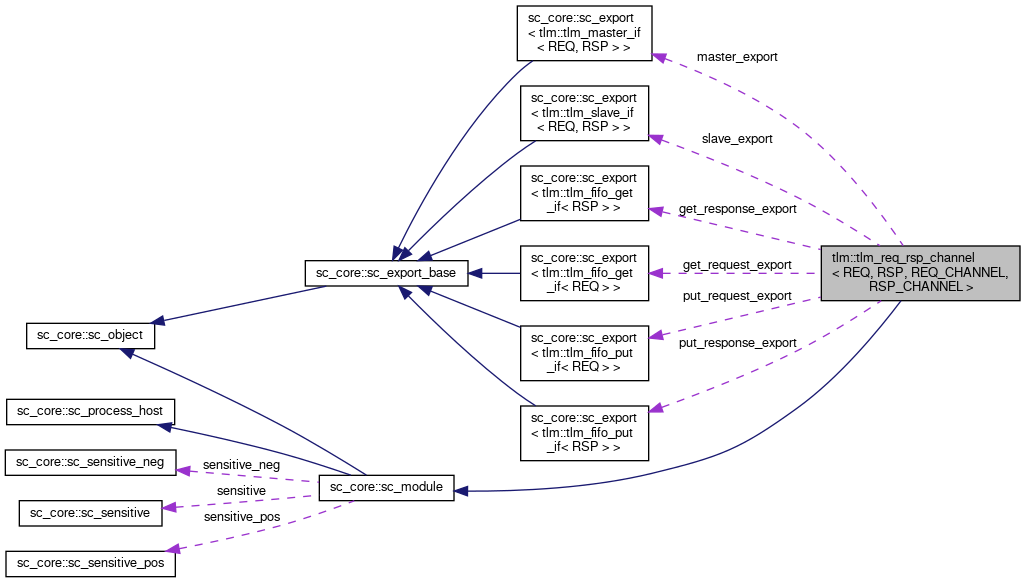 sc_core::sc_export
< tlm::tlm_master_if
< REQ, RSP > >
master_export
sc_core::sc_export
< tlm::tlm_slave_if
< REQ, RSP > >
slave_export
sc_core::sc_export
< tlm::tlm_fifo_get
_if< RSP > >
get_response_export
sc_core::sc_export_base
sc_core::sc_export
< tlm::tlm_fifo_get
_if< REQ > >
get_request_export
tlm::tlm_req_rsp_channel
< REQ, RSP, REQ_CHANNEL,
RSP_CHANNEL >
put_request_export
sc_core::sc_object
sc_core::sc_export
< tlm::tlm_fifo_put
_if< REQ > >
put_response_export
sc_core::sc_process_host
sc_core::sc_export
< tlm::tlm_fifo_put
_if< RSP > >
sc_core::sc_sensitive_neg
sensitive_neg
sc_core::sc_module
sensitive
sc_core::sc_sensitive
sensitive_pos
sc_core::sc_sensitive_pos